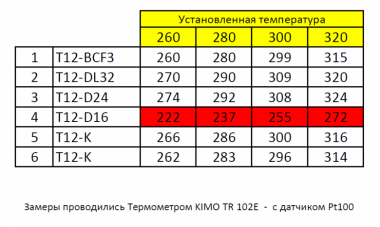 Установленная температура
260 280 300 320
1 T12-BCF3 260 280 299 315
2 T12-DL32 270 290 309 320
3 T12-D24 274 292 308 324
4 T12-D16 222 237 255 272
5 T12-K 266 286 300 316
6 T12-K 262 283 296 314
Замеры проводились Термометром KIMO TR 102E - с датчиком Pt100